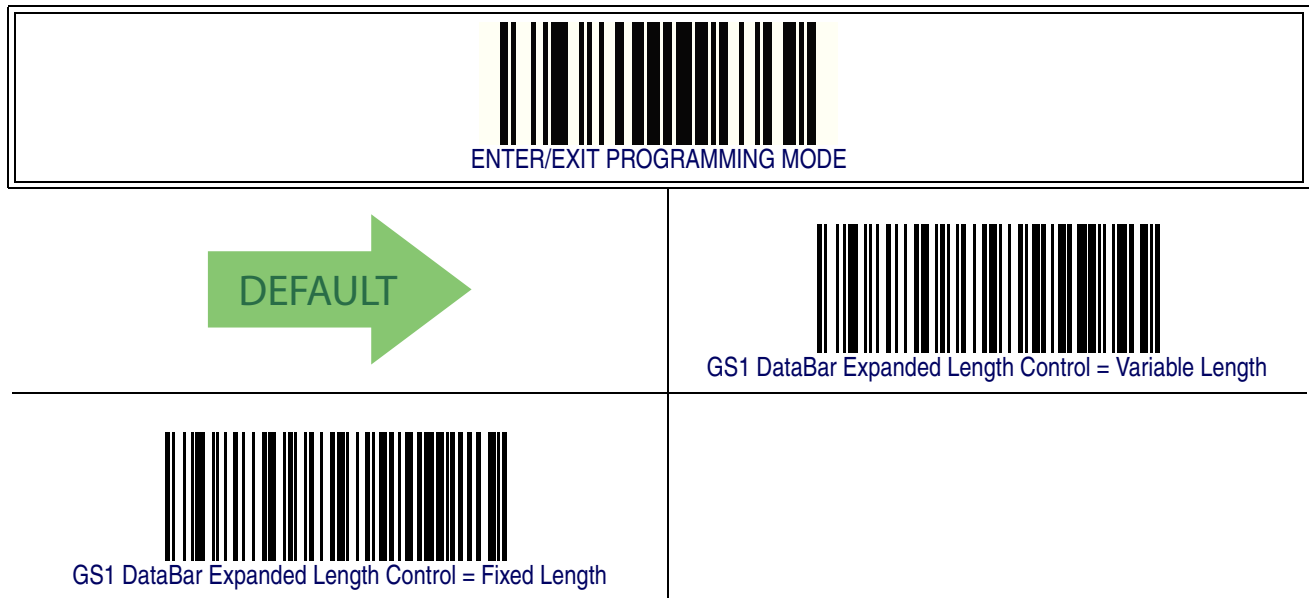 ENTER/EXIT PROGRAMMING MODE
DEFAULT
GS1 DataBar Expanded Length Control = Variable Length
GS1 DataBar Expanded Length Control = Fixed Length